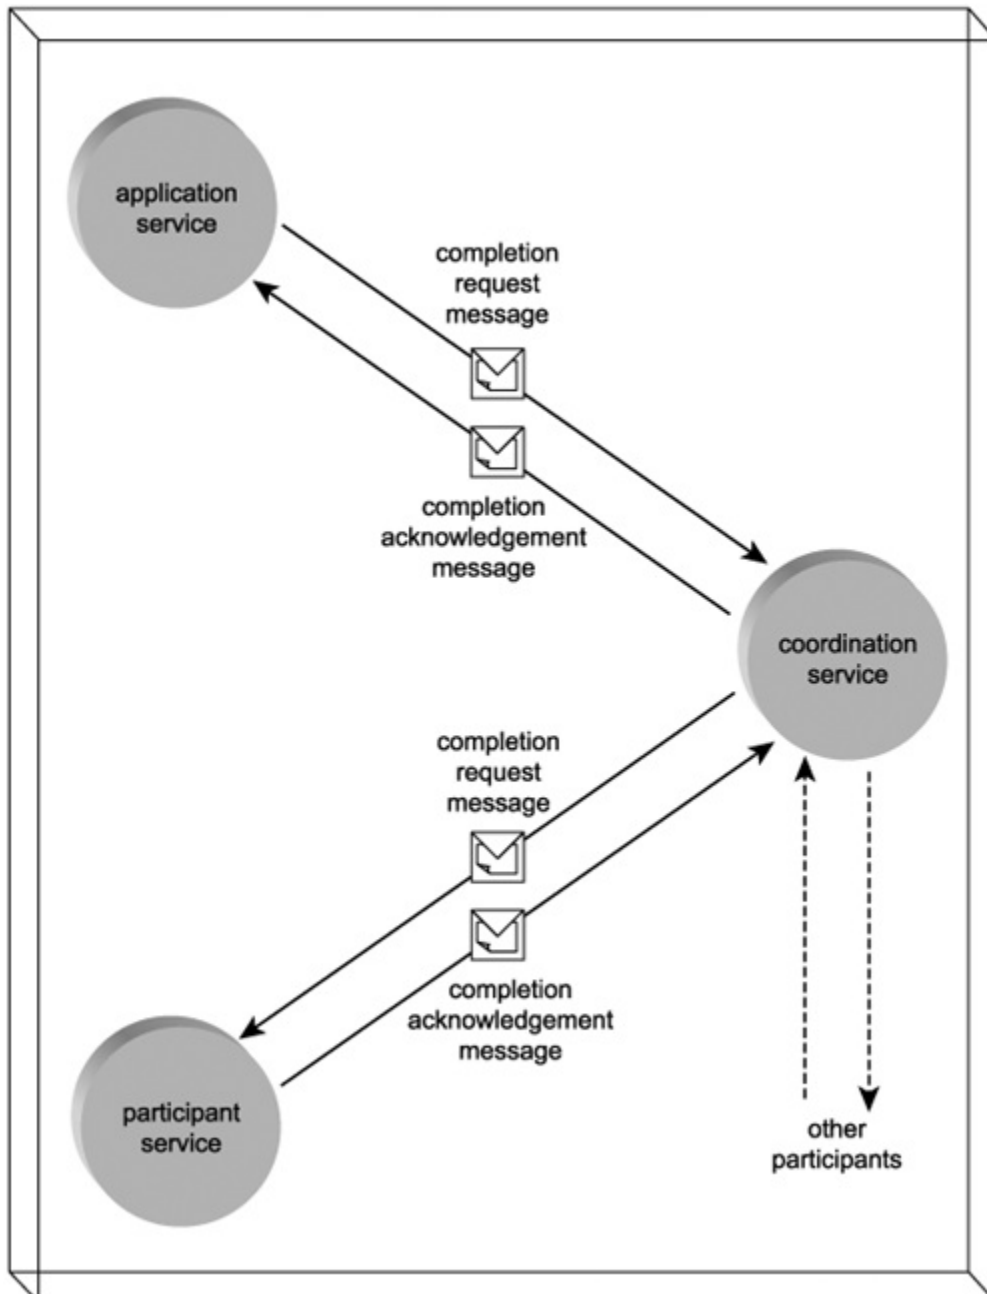 application
service
completion
request
message
completion
acknowledgement
message
coordination
service
completion
request
message
completion
acknowledgement
message
participant
service
other
participants